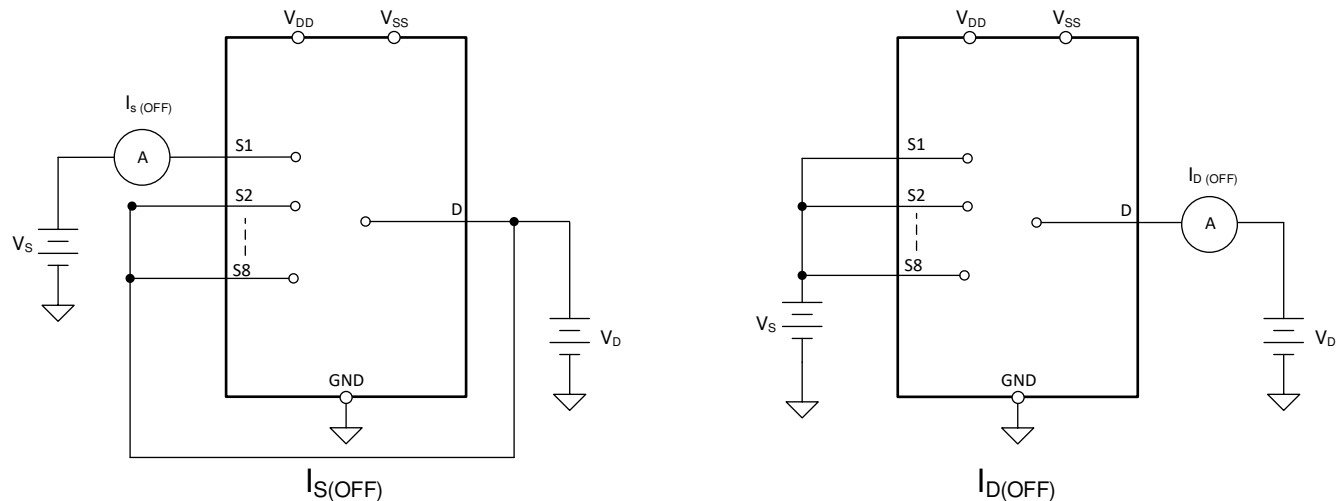 VDD VSS
Is (OFF)
A
S1
S2
D
VS
S8
VD
GND
IS(OFF)
VDD VSS
S1
ID (OFF)
S2
D
A
S8
VS
VD
GND
ID(OFF)